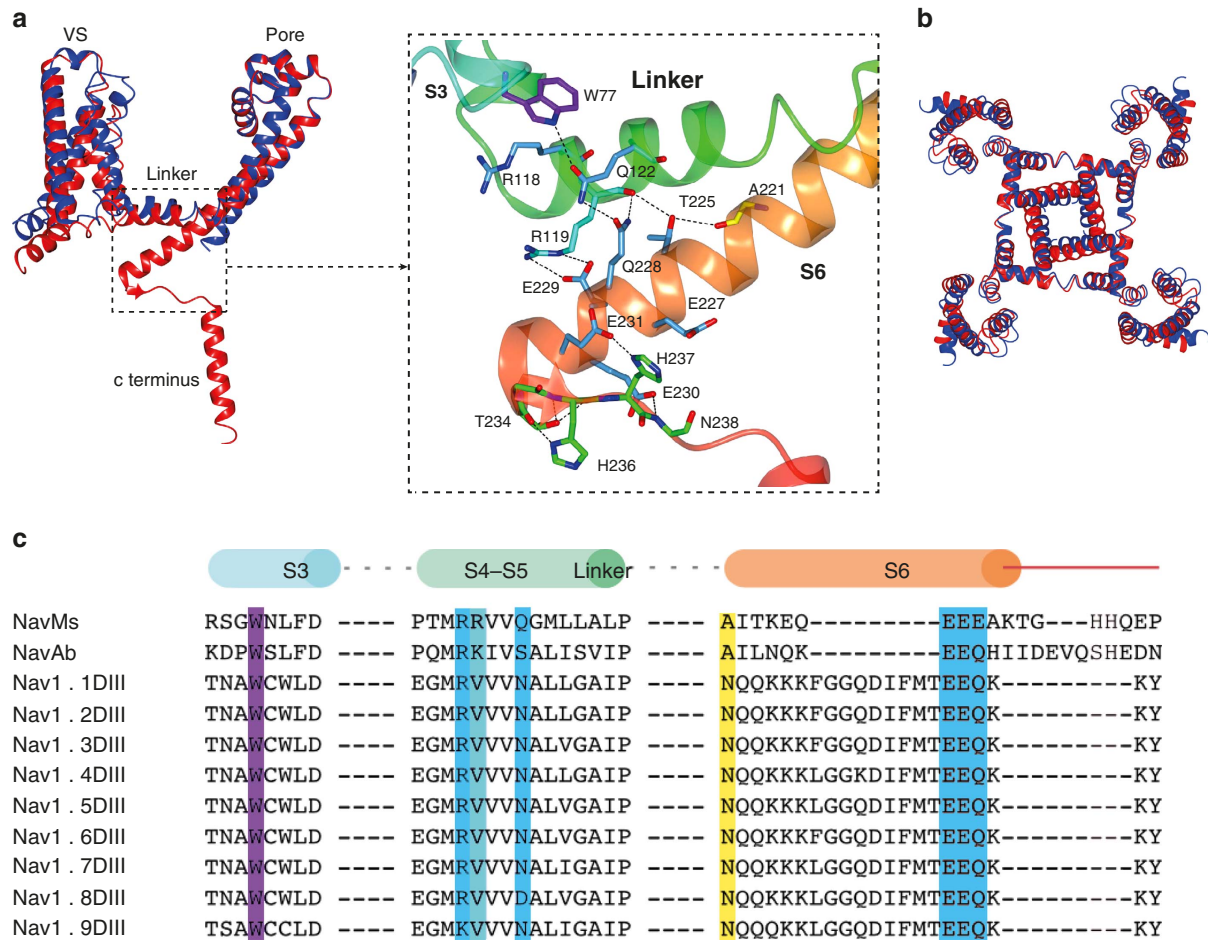 a
VS
Pore
Linker
c terminus
S3
Linker
W77
R118
Q122
T225
A221
R119
Q228
S6
E229
E227
E231
H237
E230
T234
N238
H236
b
c
S3
S4–S5
Linker
S6
NavMs RSGWNLFD ---- PTMRRVVVQGMLLALP ---- AITKEQ---------EEEAKTG---HHQEP
NavAb KDPWSLFD ---- PQMRKIVSALISVIP ---- AILNQK---------EEQHIIDEVQSHEDN
Nav1.1DIII TNAWCWLD ---- EGMRVVVNALLGAIP ---- NQQKKKFGGQDIFMTEEQK----------KY
Nav1.2DIII TNAWCWLD ---- EGMRVVVNALLGAIP ---- NQQKKKFGGQDIFMTEEQK----------KY
Nav1.3DIII TNAWCWLD ---- EGMRVVVNALVGAIP ---- NQQKKKFGGQDIFMTEEQK----------KY
Nav1.4DIII TNAWCWLD ---- EGMRVVVNALLGAIP ---- NQQKKKLGGKDIFMTEEQK----------KY
Nav1.5DIII TNAWCWLD ---- EGMRVVVNALVGAIP ---- NQQKKKLGGQDIFMTEEQK----------KY
Nav1.6DIII TNAWCWLD ---- EGMRVVVNALVGAIP ---- NQQKKKFGGQDIFMTEEQK----------KY
Nav1.7DIII TNAWCWLD ---- EGMRVVVNALIGAIP ---- NQQKKKLGGQDIFMTEEQK----------KY
Nav1.8DIII TNAWCWLD ---- EGMRVVVDALVGAIP ---- NQQKKKLGGQDIFMTEEQK----------KY
Nav1.9DIII TSAWCCLD ---- EGMKVVVNALIGAIP ---- NQQQKKLGGQDIFMTEEQK----------KY